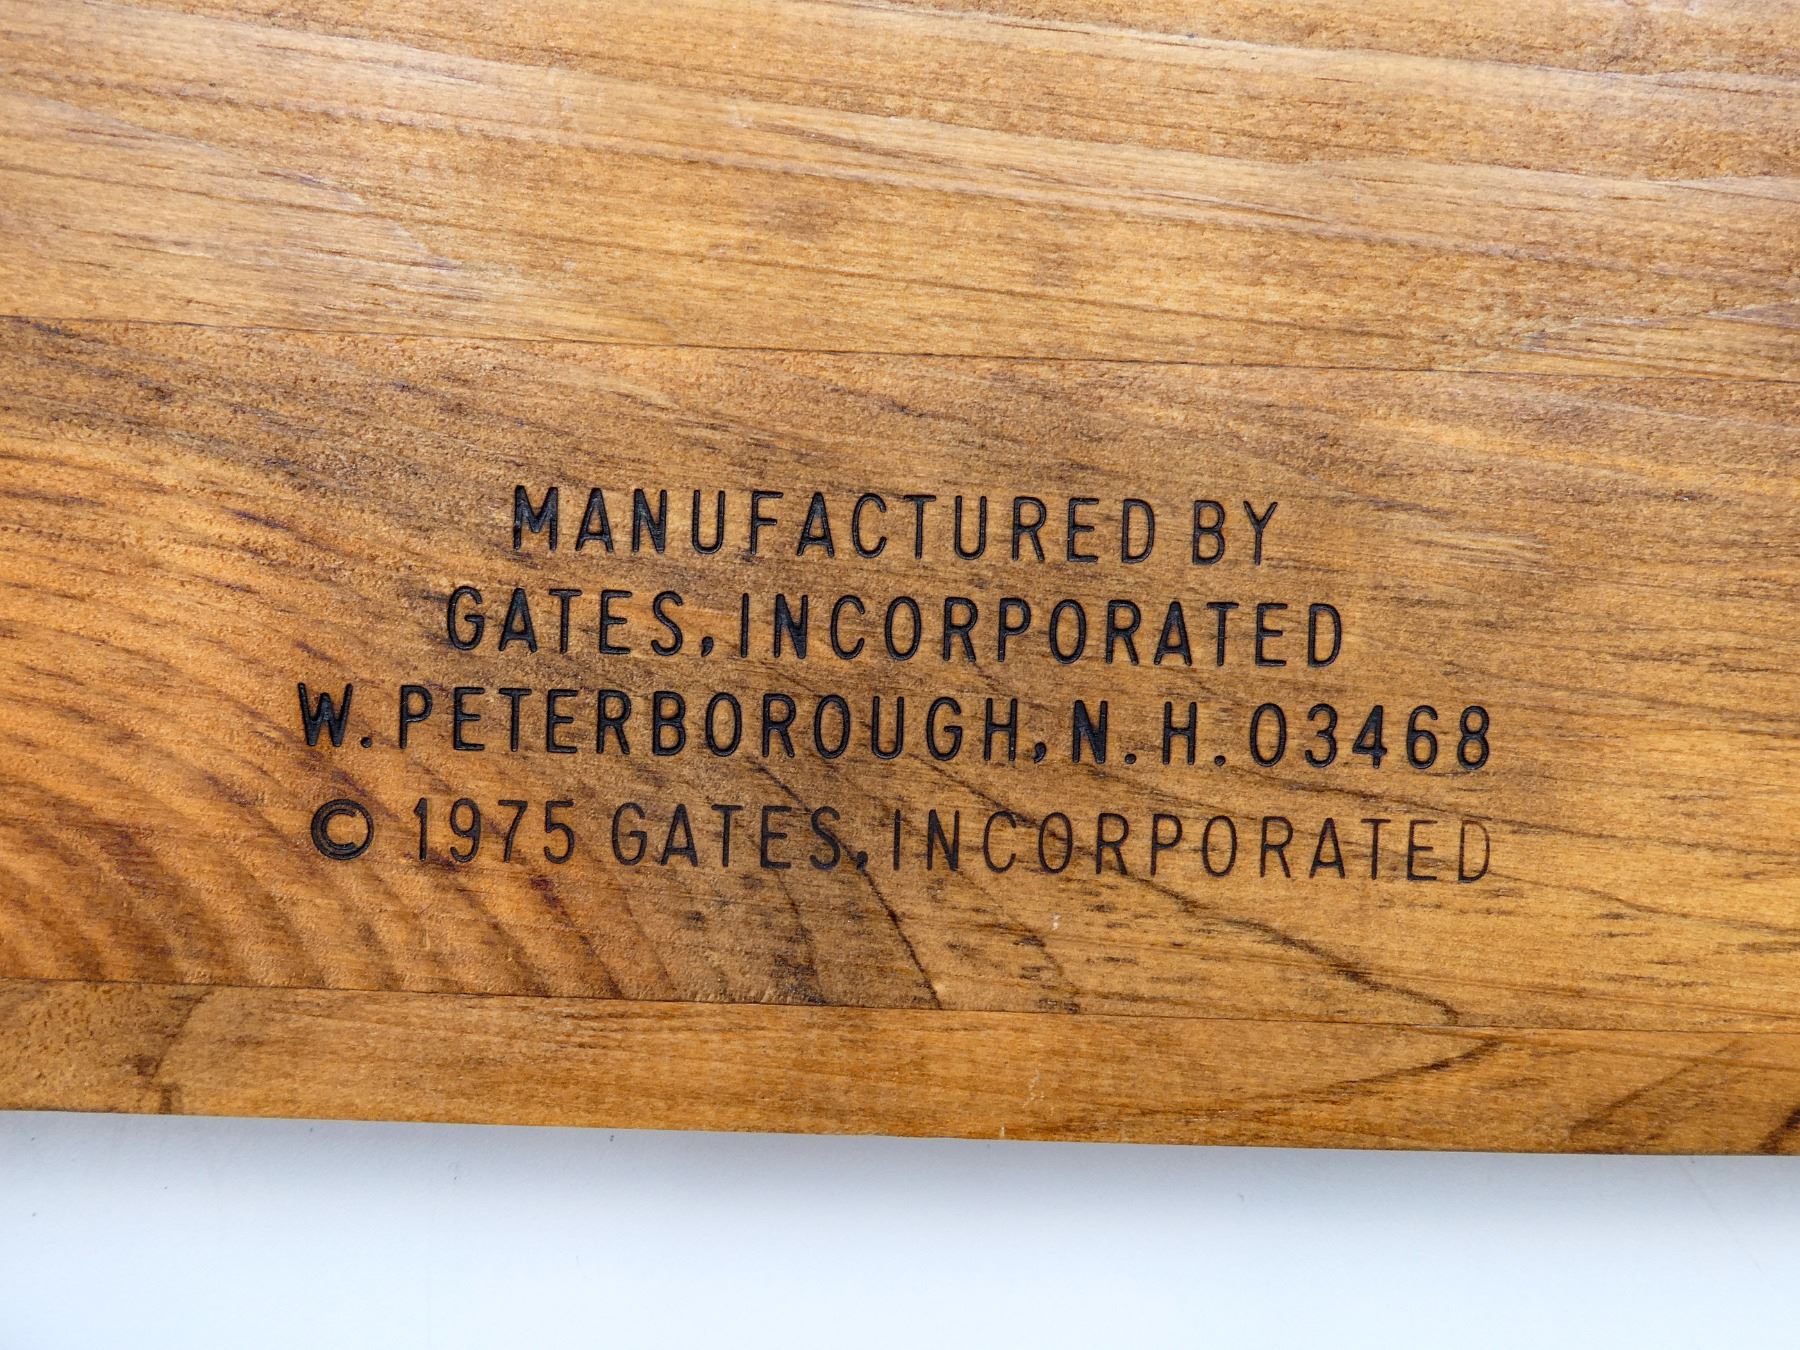 MANUFACTURED BY
GATES, INCORPORATED
W. PETERBOROUGH, N.H. 03468
© 1975 GATES, INCORPORATED